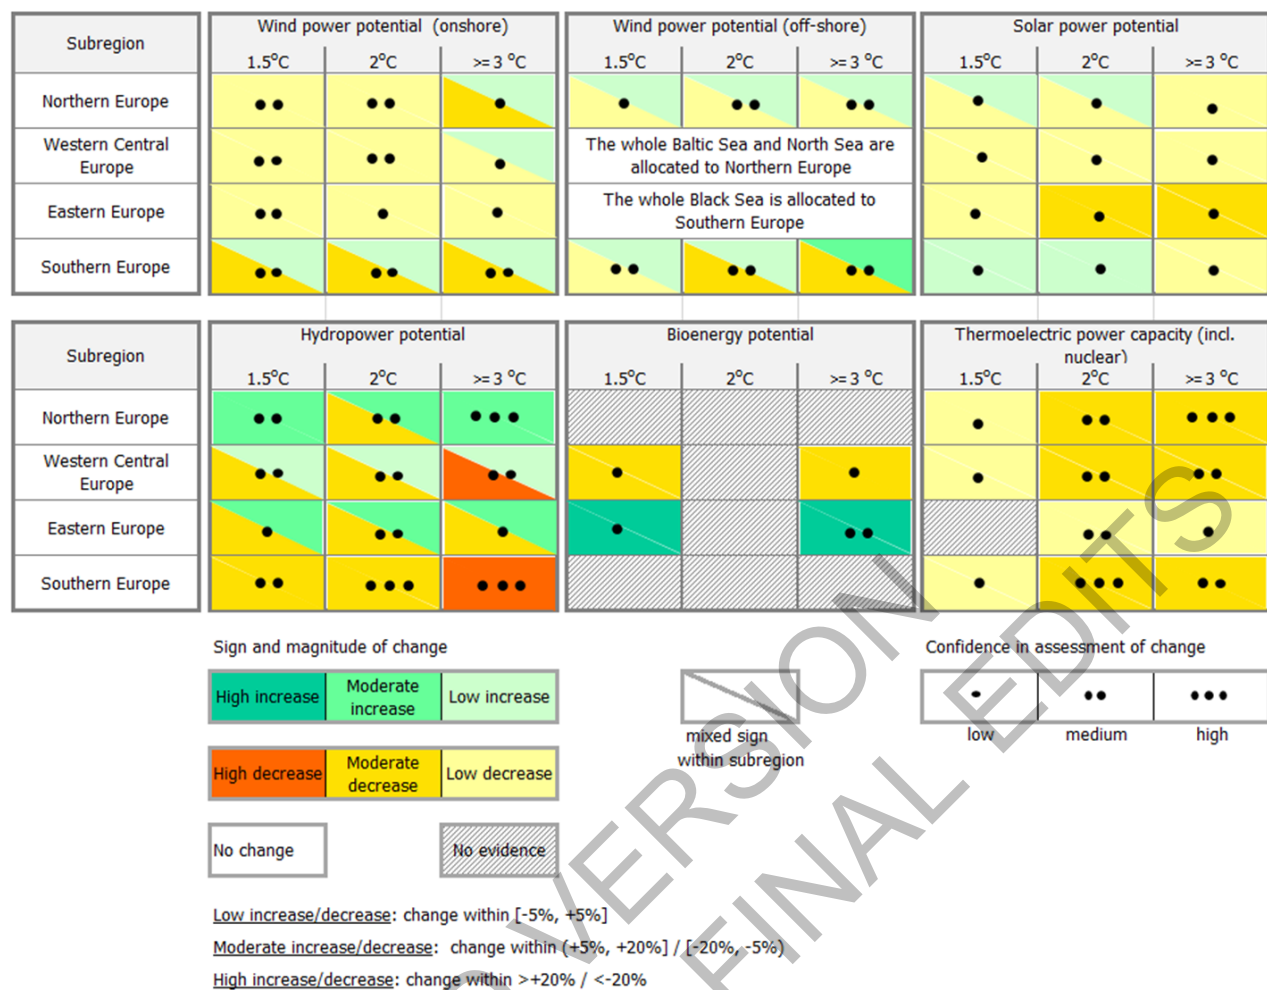 Subregion
Wind power potential (onshore)
1.5°C 2°C >= 3 °C
Wind power potential (off-shore)
1.5°C 2°C >= 3 °C
Solar power potential
1.5°C 2°C >= 3 °C
Northern Europe
Western Central
Europe
The whole Baltic Sea and North Sea are
allocated to Northern Europe
Eastern Europe
The whole Black Sea is allocated to
Southern Europe
Southern Europe
Subregion
Hydropower potential
1.5°C 2°C >= 3 °C
Bioenergy potential
1.5°C 2°C >= 3 °C
Thermoelectric power capacity (incl.
nuclear)
1.5°C 2°C >= 3 °C
Northern Europe
Western Central
Europe
Eastern Europe
Southern Europe
Sign and magnitude of change
High increase
Moderate
increase
Low increase
High decrease
Moderate
decrease
Low decrease
No change
No evidence
mixed sign
within subregion
Confidence in assessment of change
low medium high
Low increase/decrease: change within [-5%, +5%]
Moderate increase/decrease: change within (+5%, +20%] / [-20%, -5%)
High increase/decrease: change within >+20% / <-20%
VERSION
FINAL EDITS